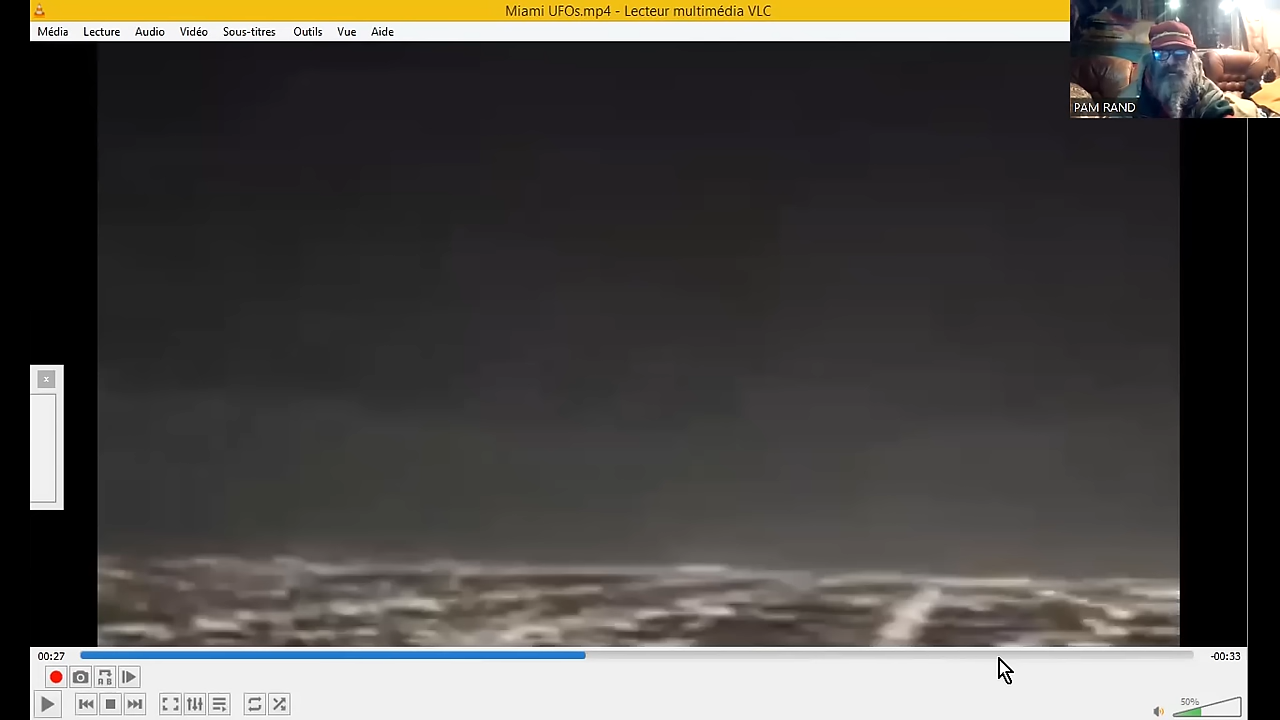 Miami UFOs.mp4 - Lecteur multimédia VLC
Média Lecture Audio Vidéo Sous-titres Outils Vue Aide
PAM RAND
x
00:27 -00:33
A B
50%